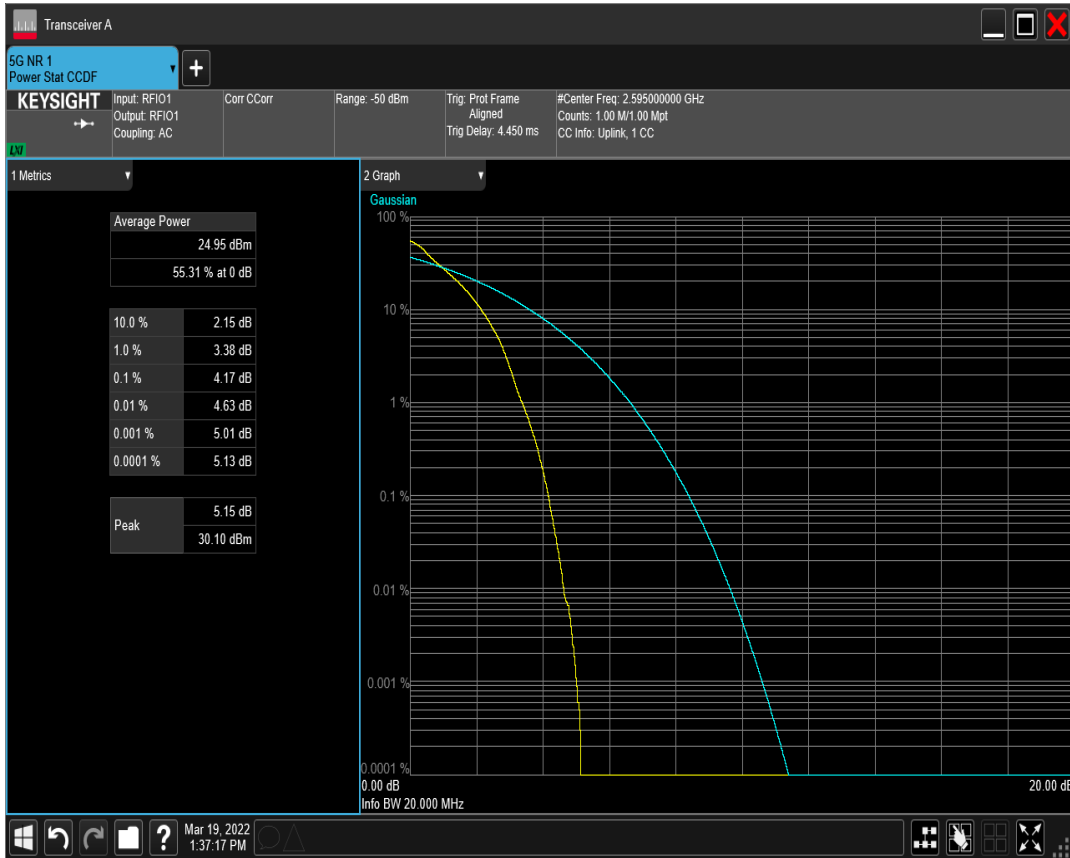 Transceiver A
5G NR 1
Power Stat CCDF
+
KEYSIGHT
LXI
Input: RFIO1
Output: RFIO1
Coupling: AC
Corr CCorr
Range: -50 dBm
Trig: Prot Frame
Aligned
Trig Delay: 4.450 ms
#Center Freq: 2.595000000 GHz
Counts: 1.00 M/1.00 Mpt
CC Info: Uplink, 1 CC
1 Metrics
Average Power
24.95 dBm
55.31 % at 0 dB
10.0 % 2.15 dB
1.0 % 3.38 dB
0.1 % 4.17 dB
0.01 % 4.63 dB
0.001 % 5.01 dB
0.0001 % 5.13 dB
Peak
5.15 dB
30.10 dBm
2 Graph
Gaussian
100 %
10 %
1 %
0.1 %
0.01 %
0.001 %
0.0001 %
0.00 dB 20.00 dB
Info BW 20.000 MHz
?
Mar 19, 2022
1:37:17 PM